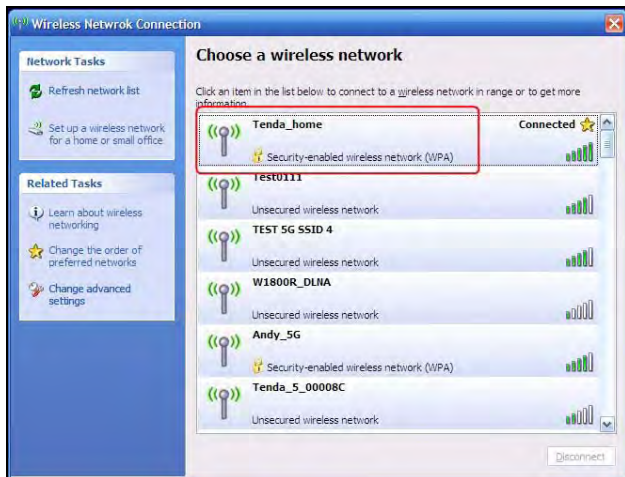 Wireless Netwrok Connection
Network Tasks
Refresh network list
Set up a wireless network
for a home or small office
Related Tasks
Learn about wireless
networking
Change the order of
preferred networks
Change advanced
settings
Choose a wireless network
Click an item in the list below to connect to a wireless network in range or to get more
information.
Tenda_home Connected
Security-enabled wireless network (WPA)
Test0111
Unsecured wireless network
TEST 5G SSID 4
Unsecured wireless network
W1800R_DLNA
Unsecured wireless network
Andy_5G
Security-enabled wireless network (WPA)
Tenda_5_00008C
Unsecured wireless network
Disconnect